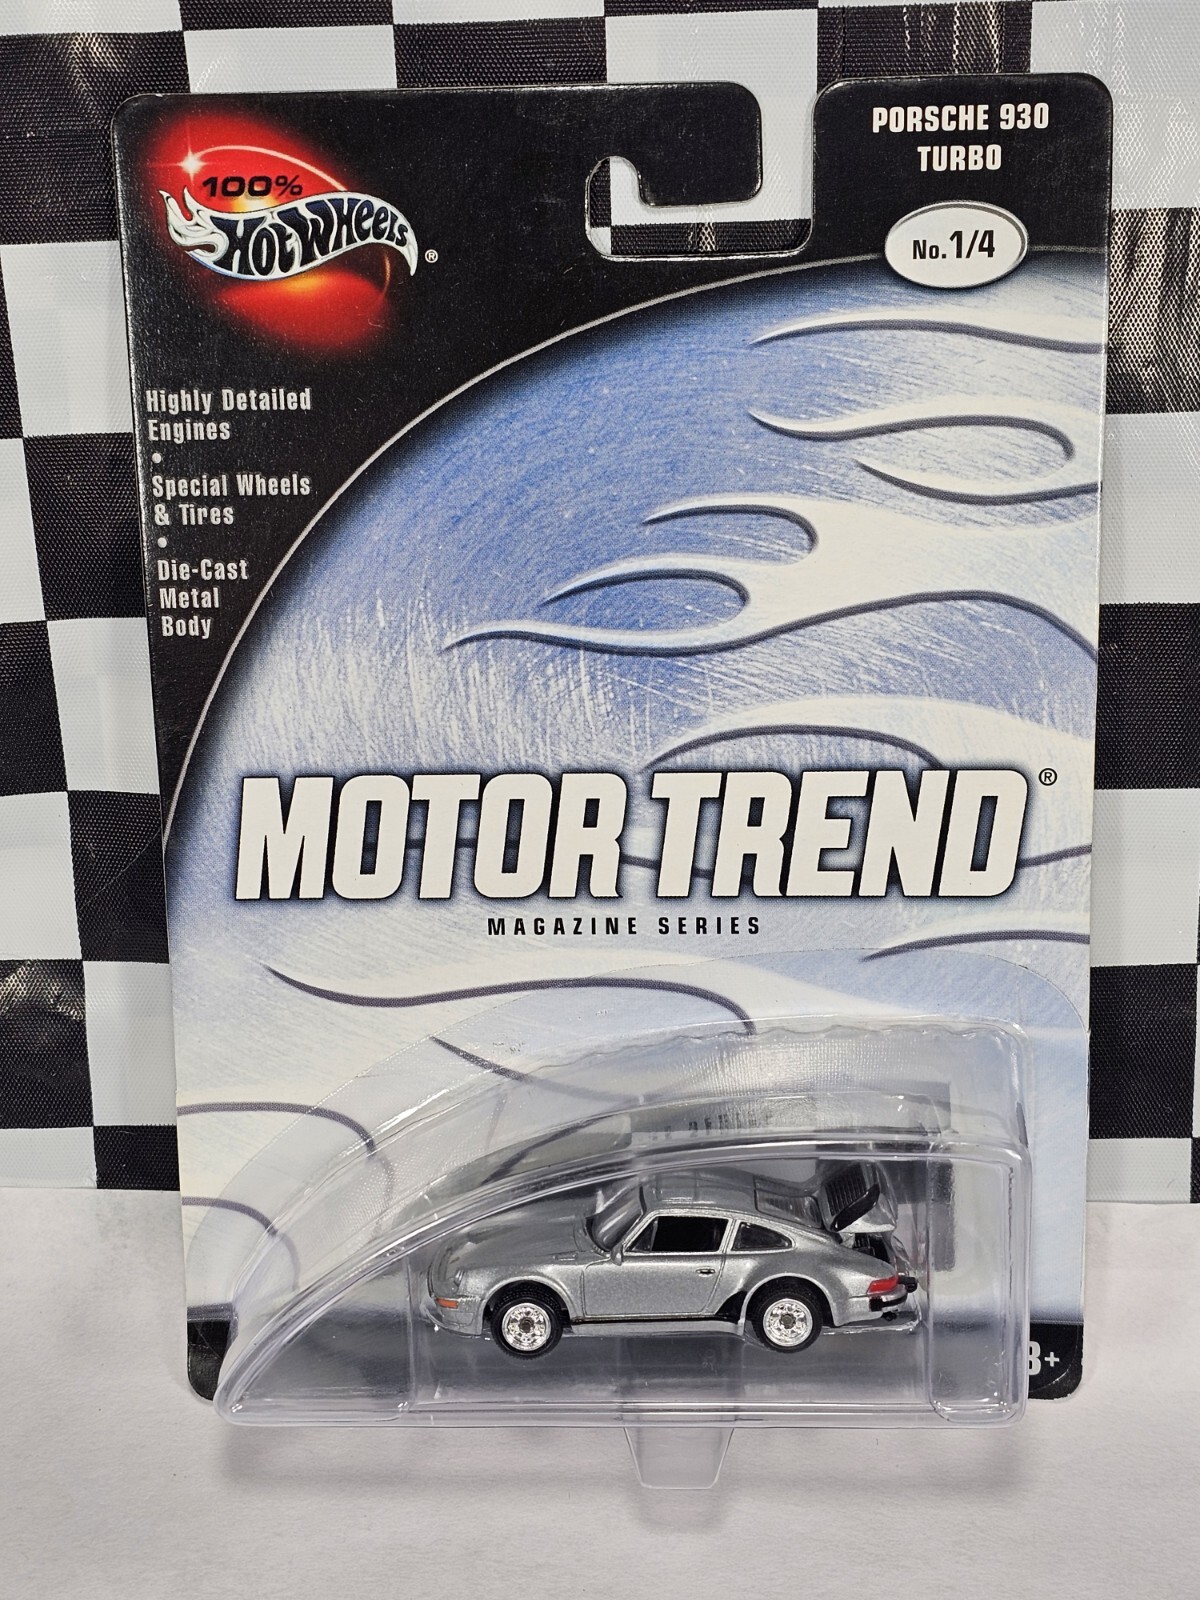 100%
Hot Wheels®
PORSCHE 930
TURBO
No.1/4
Highly Detailed
Engines
•
Special Wheels
& Tires
•
Die-Cast
Metal
Body
MOTOR TREND®
MAGAZINE SERIES
3+